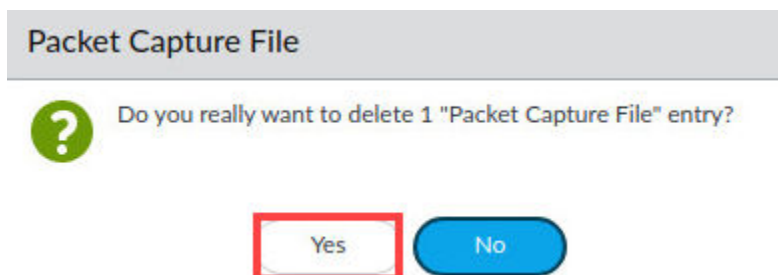 Packet Capture File
Do you really want to delete 1 "Packet Capture File" entry?
Yes No